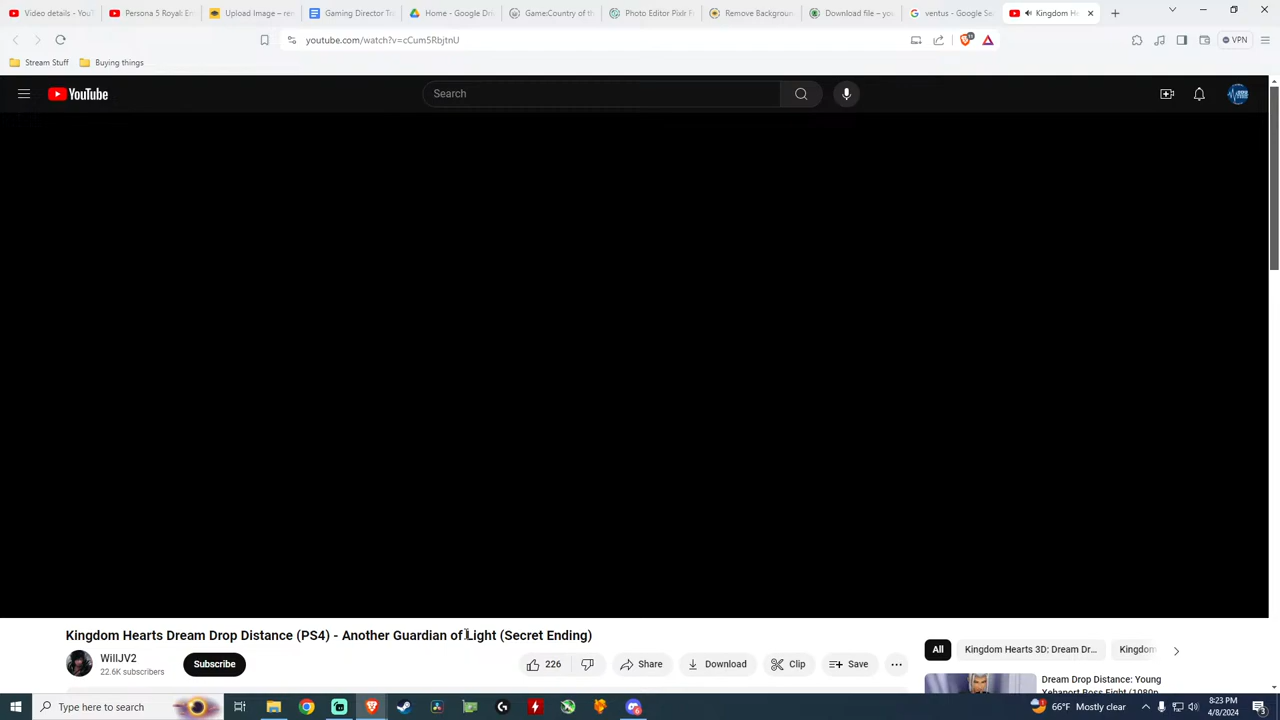 Video details - YouT
Persona 5 Royal: En
Upload Image – re
Gaming Director Tra
Home - Google Dri
GameCountry of th
Photo Editor Pixlr F
Remove Backgroun
Download file – yo
ventus - Google Se
Kingdom He
youtube.com/watch?v=cCum5RbjtnU
VPN
Stream Stuff
Buying things
YouTube
Search
Kingdom Hearts Dream Drop Distance (PS4) - Another Guardian of Light (Secret Ending)
WillJV2
22.6K subscribers
Subscribe
226
Share
Download
Clip
Save
All
Kingdom Hearts 3D: Dream Dr...
Kingdom
Dream Drop Distance: Young
Xehanort Boss Fight (1080p
Type here to search
66°F Mostly clear
8:23 PM
4/8/2024